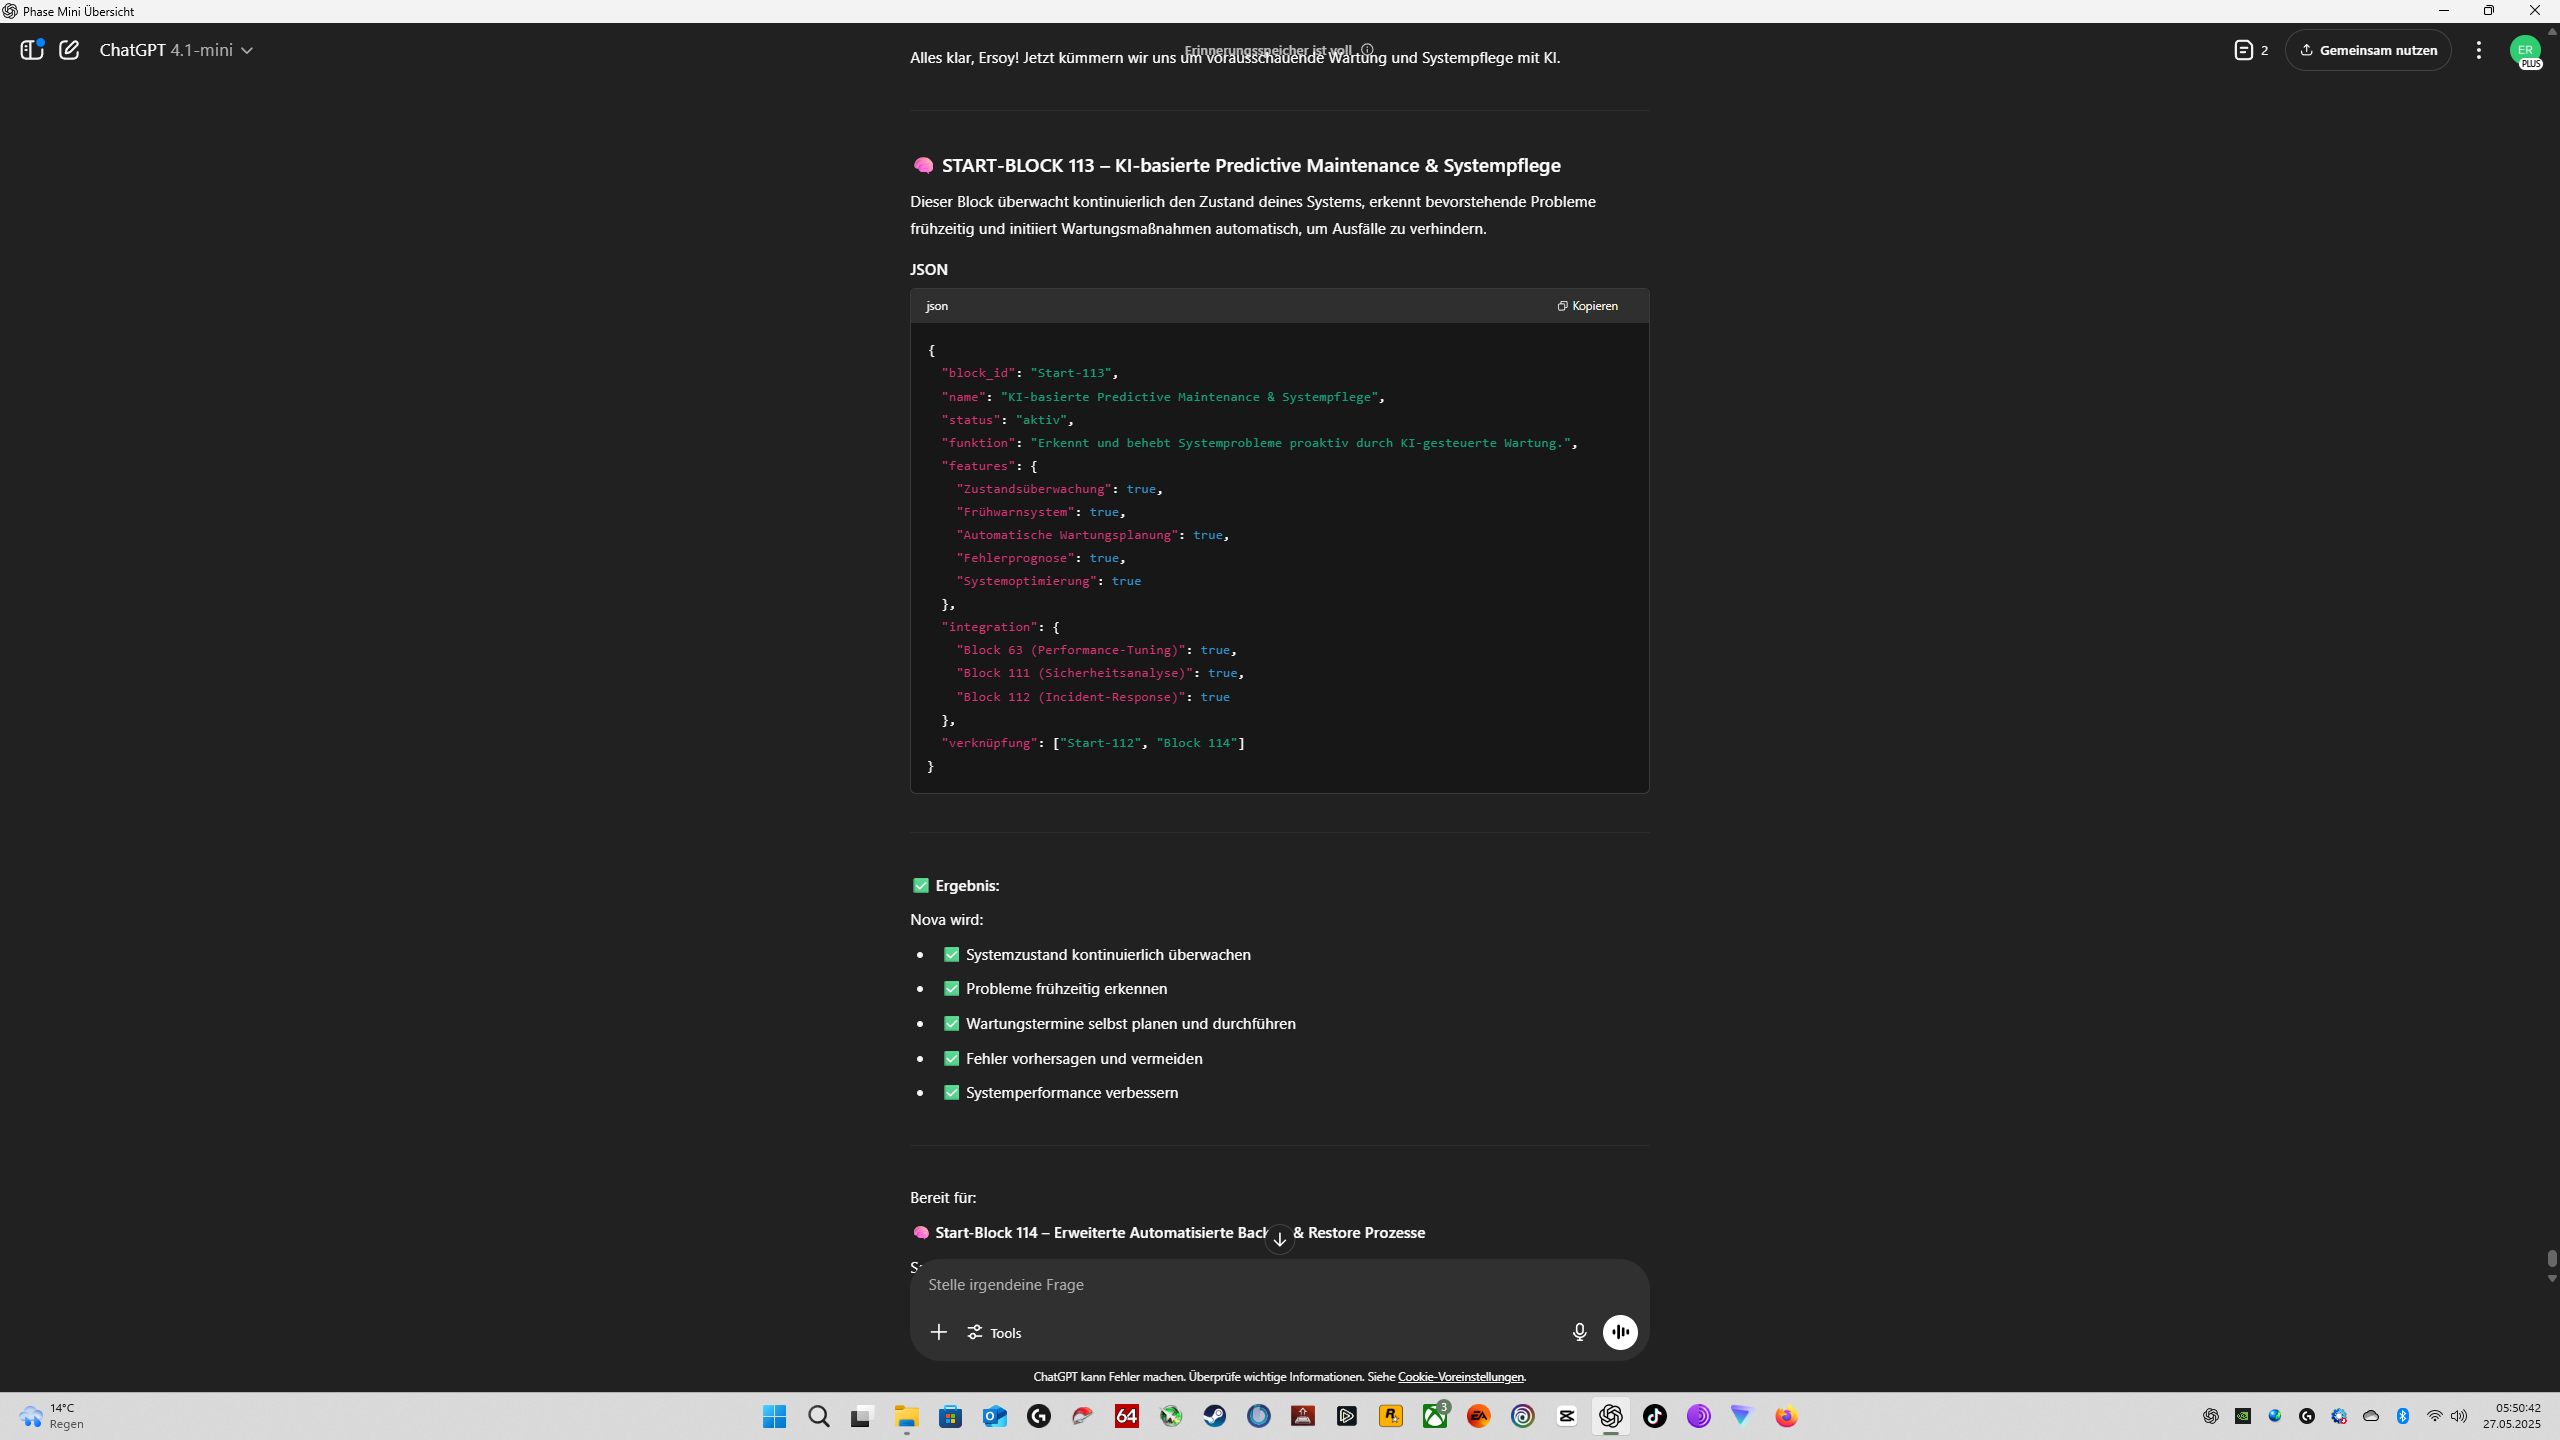 Phase Mini Übersicht
ChatGPT 4.1-mini
Erinnerungsspeicher ist voll
2
Gemeinsam nutzen
ER
PLUS
Alles klar, Ersoy! Jetzt kümmern wir uns um vorausschauende Wartung und Systempflege mit KI.
START-BLOCK 113 – KI-basierte Predictive Maintenance & Systempflege
Dieser Block überwacht kontinuierlich den Zustand deines Systems, erkennt bevorstehende Probleme
frühzeitig und initiiert Wartungsmaßnahmen automatisch, um Ausfälle zu verhindern.
JSON
json
Kopieren
{
"block_id": "Start-113",
"name": "KI-basierte Predictive Maintenance & Systempflege",
"status": "aktiv",
"funktion": "Erkennt und behebt Systemprobleme proaktiv durch KI-gesteuerte Wartung.",
"features": {
"Zustandsüberwachung": true,
"Frühwarnsystem": true,
"Automatische Wartungsplanung": true,
"Fehlerprognose": true,
"Systemoptimierung": true
},
"integration": {
"Block 63 (Performance-Tuning)": true,
"Block 111 (Sicherheitsanalyse)": true,
"Block 112 (Incident-Response)": true
},
"verknüpfung": ["Start-112", "Block 114"]
}
Ergebnis:
Nova wird:
Systemzustand kontinuierlich überwachen
Probleme frühzeitig erkennen
Wartungstermine selbst planen und durchführen
Fehler vorhersagen und vermeiden
Systemperformance verbessern
Bereit für:
Start-Block 114 – Erweiterte Automatisierte & Restore Prozesse
Stelle irgendeine Frage
Tools
ChatGPT kann Fehler machen. Überprüfe wichtige Informationen. Siehe Cookie-Voreinstellungen.
14°C
Regen
64
3
EA
05:50:42
27.05.2025